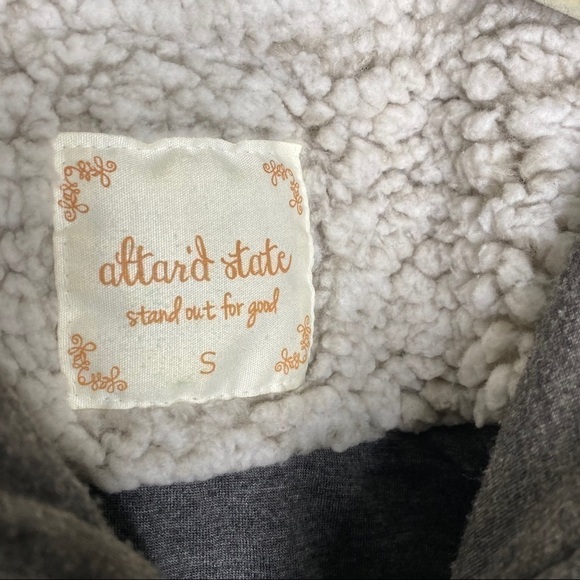 altar'd state
stand out for good
S